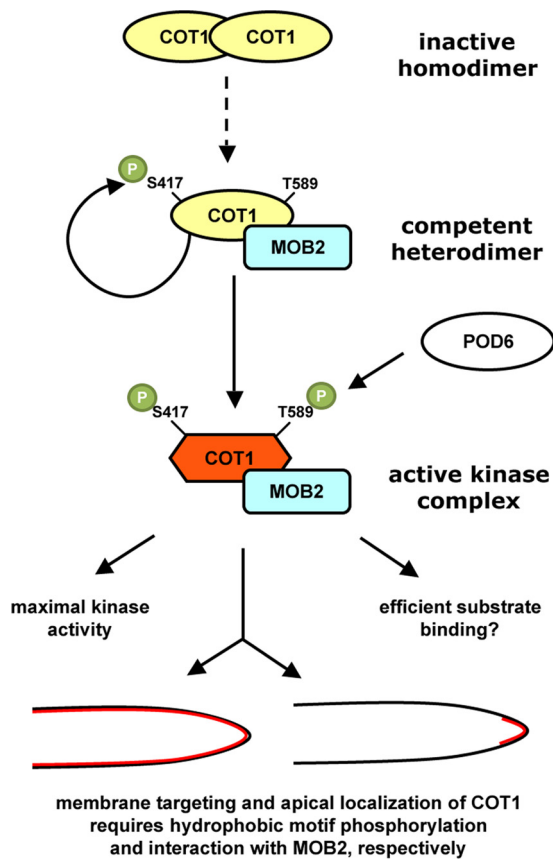 COT1 COT1
inactive
homodimer
P
S417
T589
COT1
MOB2
competent
heterodimer
POD6
P
S417
T589
P
COT1
MOB2
active kinase
complex
maximal kinase
activity
efficient substrate
binding?
membrane targeting and apical localization of COT1
requires hydrophobic motif phosphorylation
and interaction with MOB2, respectively